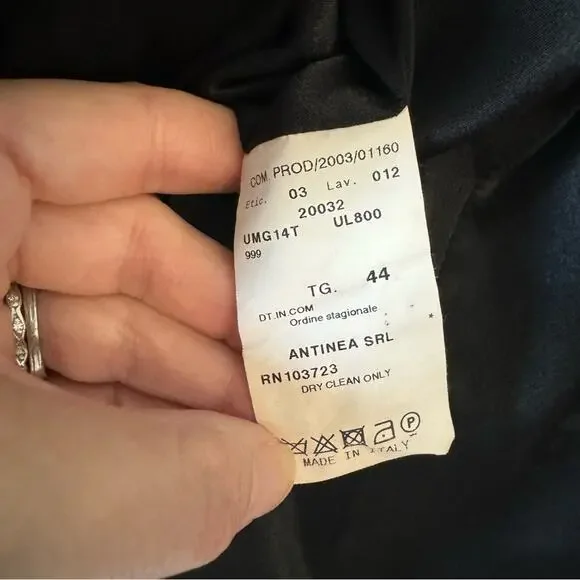 COM. PROD/2003/01160
Etic. 03 Lav. 012
20032
UMG14T UL800
999
TG. 44
DT.IN.COM
Ordine stagionale
ANTINEA SRL
RN103723
DRY CLEAN ONLY
P
MADE IN ITALY